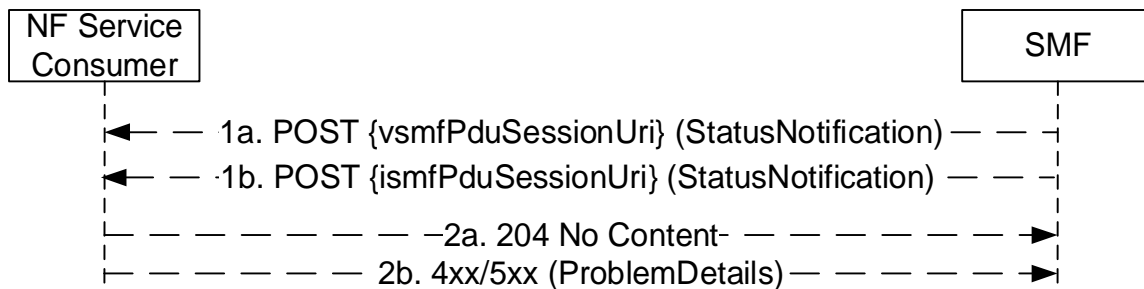 NF Service
Consumer
SMF
1a. POST {vsmfPduSessionUri} (StatusNotification)
1b. POST {ismfPduSessionUri} (StatusNotification)
2a. 204 No Content
2b. 4xx/5xx (ProblemDetails)